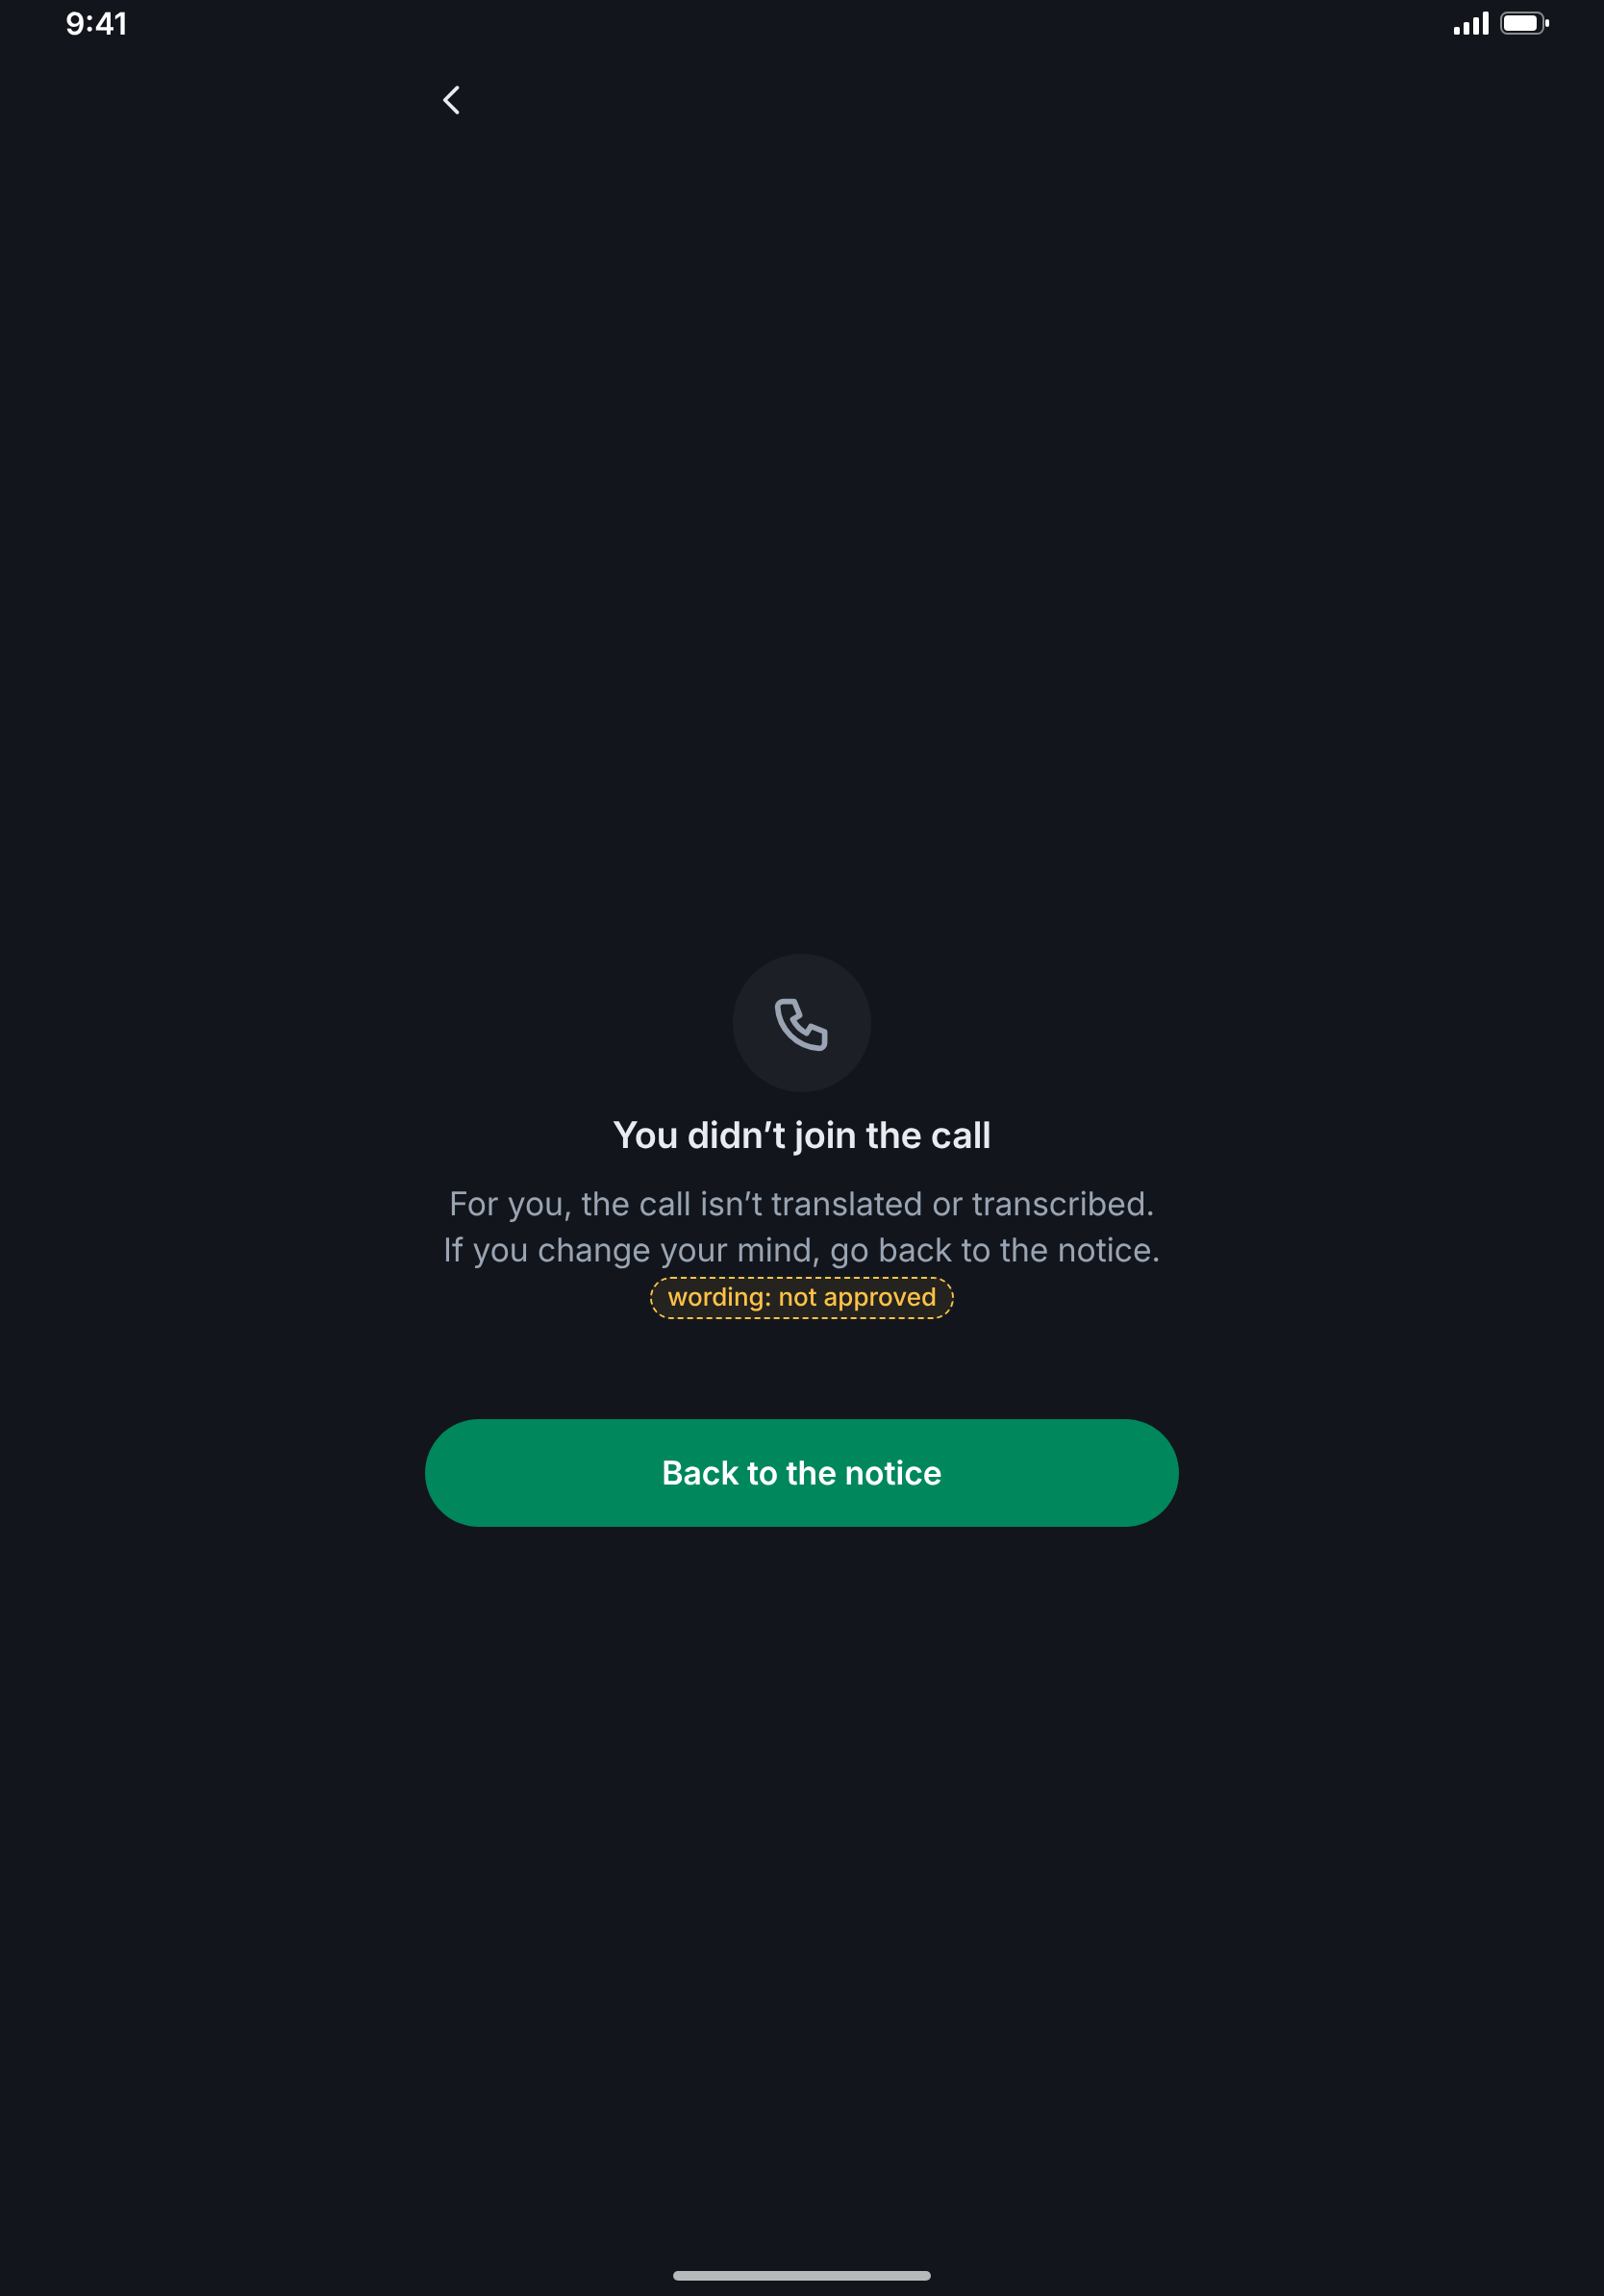 9:41
You didn’t join the call
For you, the call isn’t translated or transcribed.
If you change your mind, go back to the notice.
wording: not approved
Back to the notice